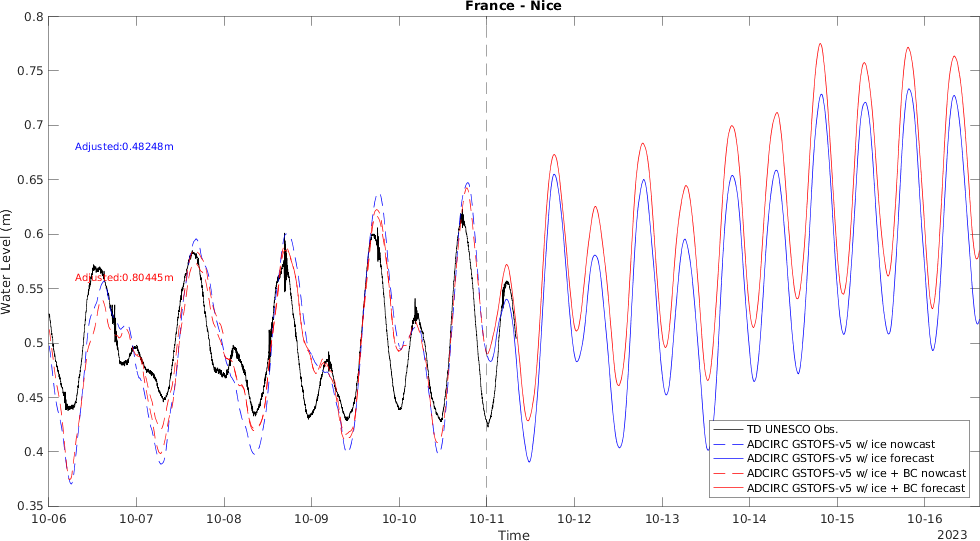 France - Nice
0.8
0.75
0.7
0.65
0.6
0.55
0.5
0.45
0.4
0.35
Water Level (m)
Adjusted:0.48248m
Adjusted:0.80445m
TD UNESCO Obs.
ADCIRC GSTOFS-v5 w/ ice nowcast
ADCIRC GSTOFS-v5 w/ ice forecast
ADCIRC GSTOFS-v5 w/ ice + BC nowcast
ADCIRC GSTOFS-v5 w/ ice + BC forecast
10-06 10-07 10-08 10-09 10-10 10-11 10-12 10-13 10-14 10-15 10-16
Time
2023